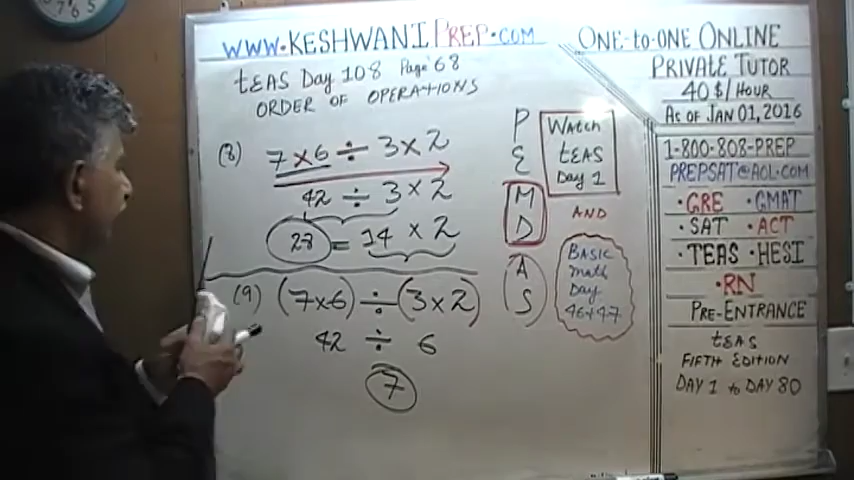 WWW.KESHWANIPREP.COM
TEAS Day 108 Page 68
ORDER OF OPERATIONS
(8) 7×6 ÷ 3×2
42 ÷ 3×2
28 = 14 × 2
(9) (7×6) ÷ (3×2)
42 ÷ 6
7
P
E
M
D
A
S
WATCH
TEAS
Day 1
AND
BASIC
Math
Day
46+47
ONE-TO-ONE ONLINE
PRIVATE TUTOR
40$/HOUR
AS OF JAN 01, 2016
1-800-808-PREP
PREPSAT@AOL.COM
•GRE •GMAT
•SAT •ACT
•TEAS •HESI
•RN
PRE-ENTRANCE
TEAS
FIFTH EDITION
DAY 1 to DAY 80
7 6 5